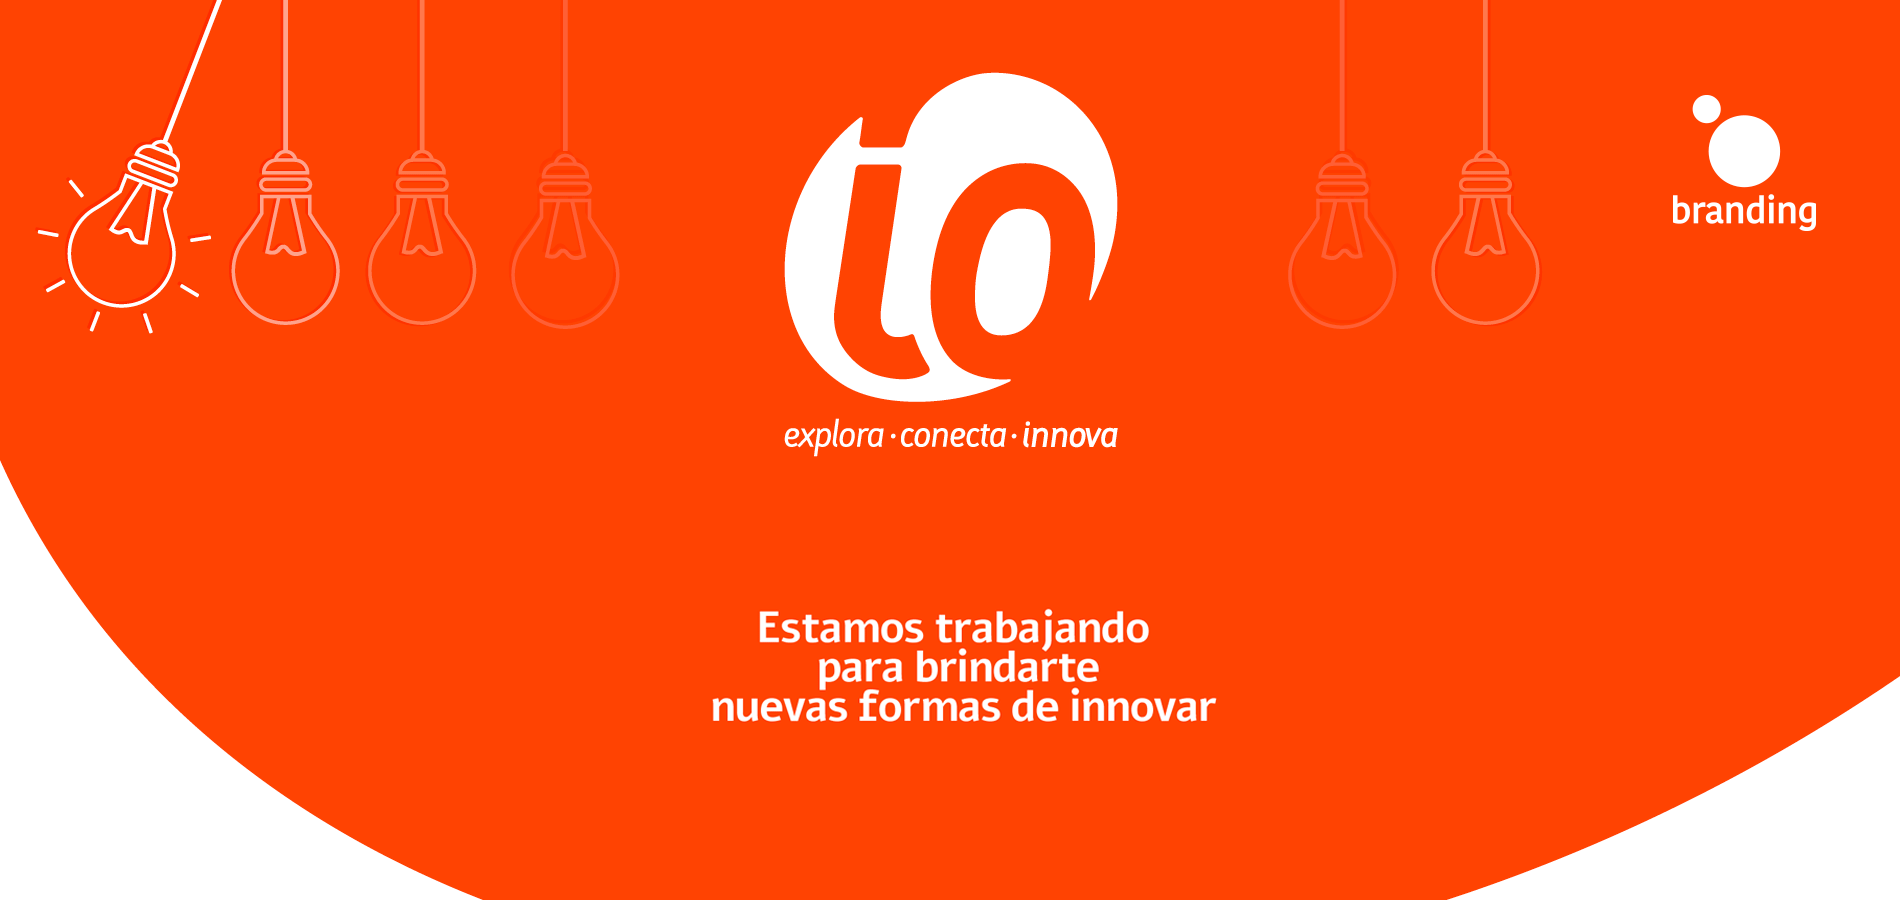 io
branding
explora · conecta · innova
Estamos trabajando
para brindarte
nuevas formas de innovar